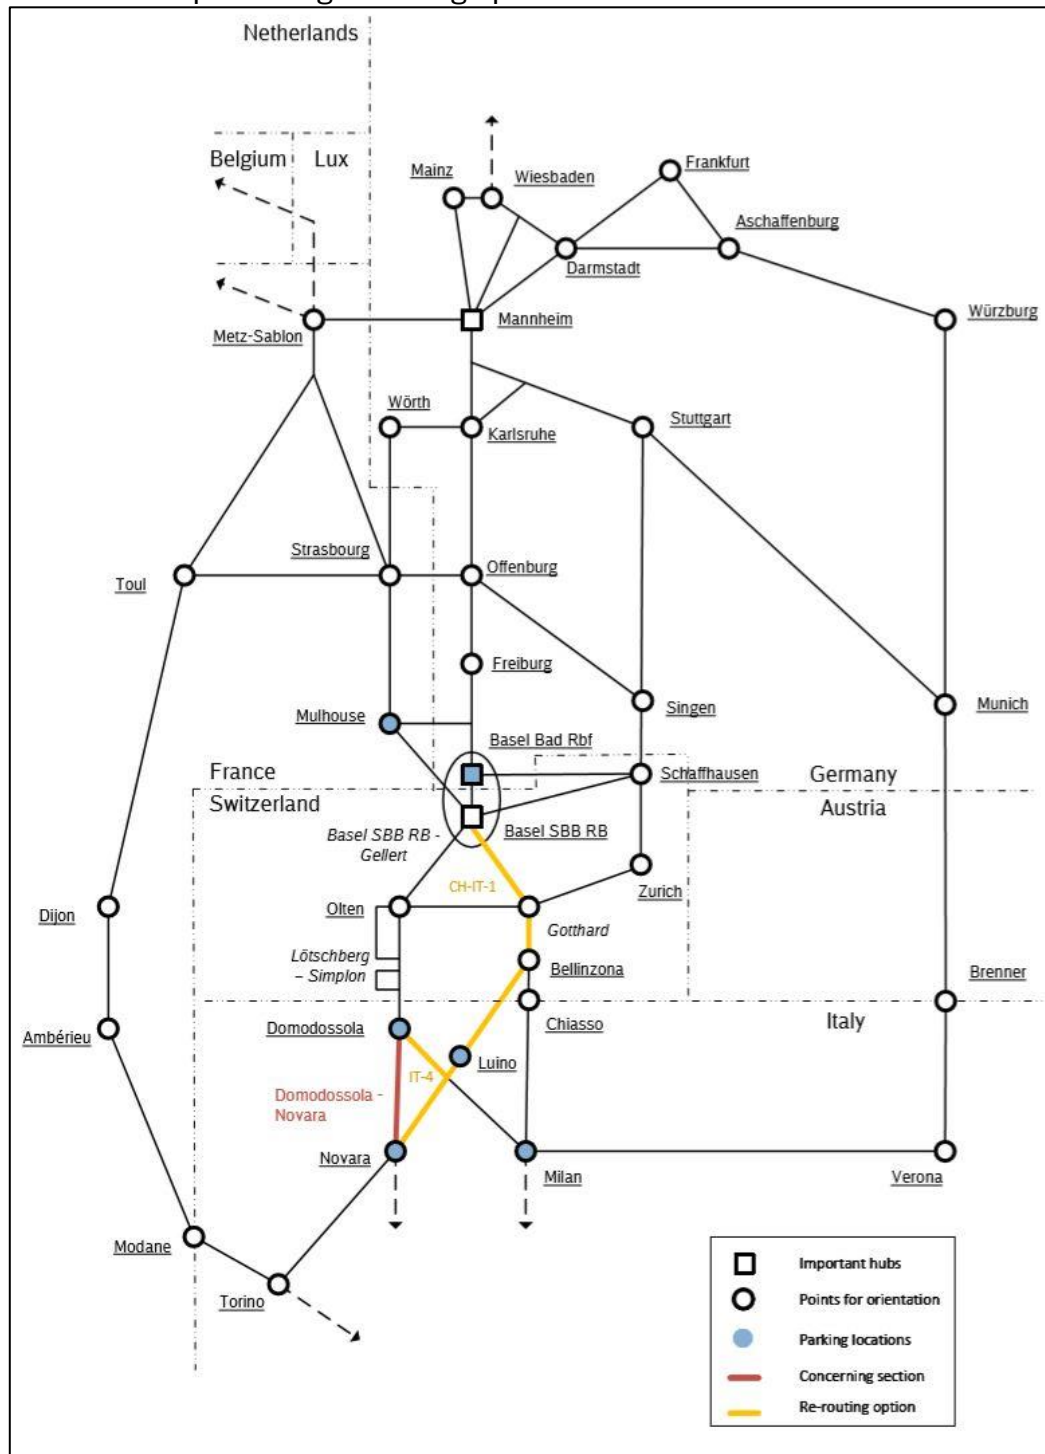 Netherlands
Belgium
Lux
Mainz
Wiesbaden
Frankfurt
Aschaffenburg
Darmstadt
Metz-Sablon
Mannheim
Würzburg
Wörth
Karlsruhe
Stuttgart
Strasbourg
Offenburg
Toul
Freiburg
Singen
Munich
Mulhouse
Basel Bad Rbf
Schaffhausen
France
Germany
Switzerland
Austria
Basel SBB RB -
Gellert
Basel SBB RB
CH-IT-1
Zurich
Dijon
Olten
Gotthard
Lötschberg
– Simplon
Bellinzona
Brenner
Chiasso
Italy
Ambérieu
Domodossola
Luino
IT-4
Domodossola -
Novara
Novara
Milan
Verona
Modane
Torino
Important hubs
Points for orientation
Parking locations
Concerning section
Re-routing option